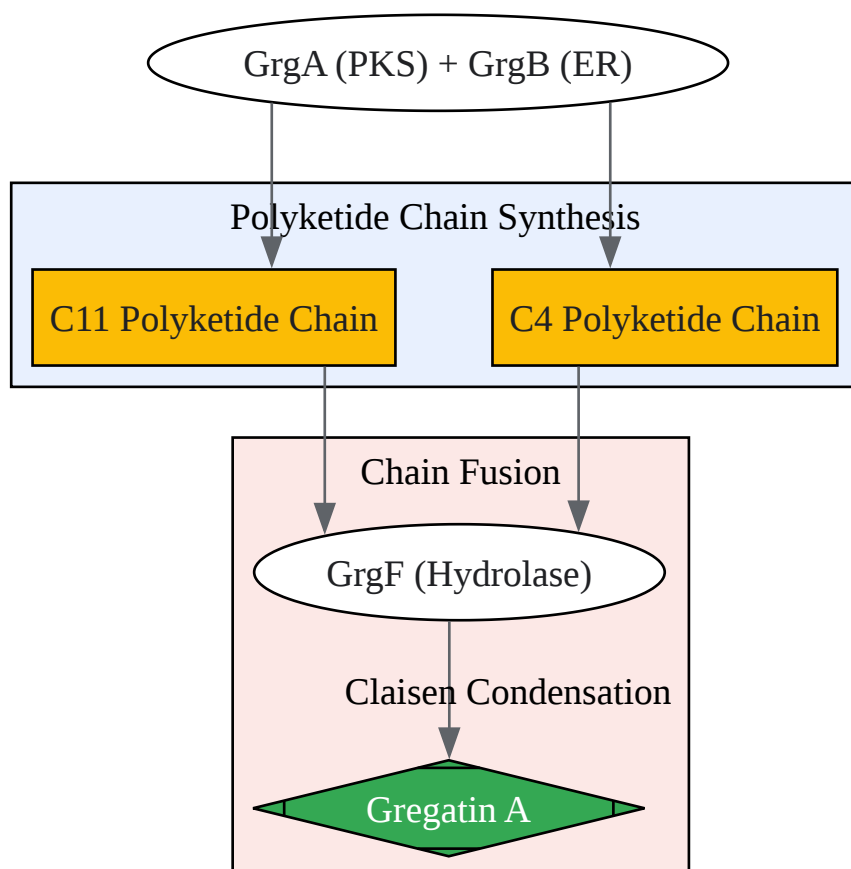 GrgA (PKS) + GrgB (ER)
Polyketide Chain Synthesis
C11 Polyketide Chain
C4 Polyketide Chain
Chain Fusion
GrgF (Hydrolase)
Claisen Condensation
Gregatin A